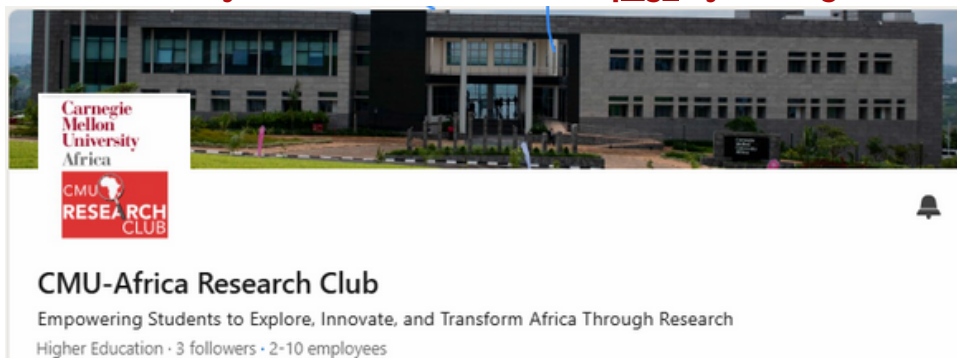 Carnegie
Mellon
University
Africa
CMU
RESEARCH
CLUB
CMU-Africa Research Club
Empowering Students to Explore, Innovate, and Transform Africa Through Research
Higher Education · 3 followers · 2-10 employees